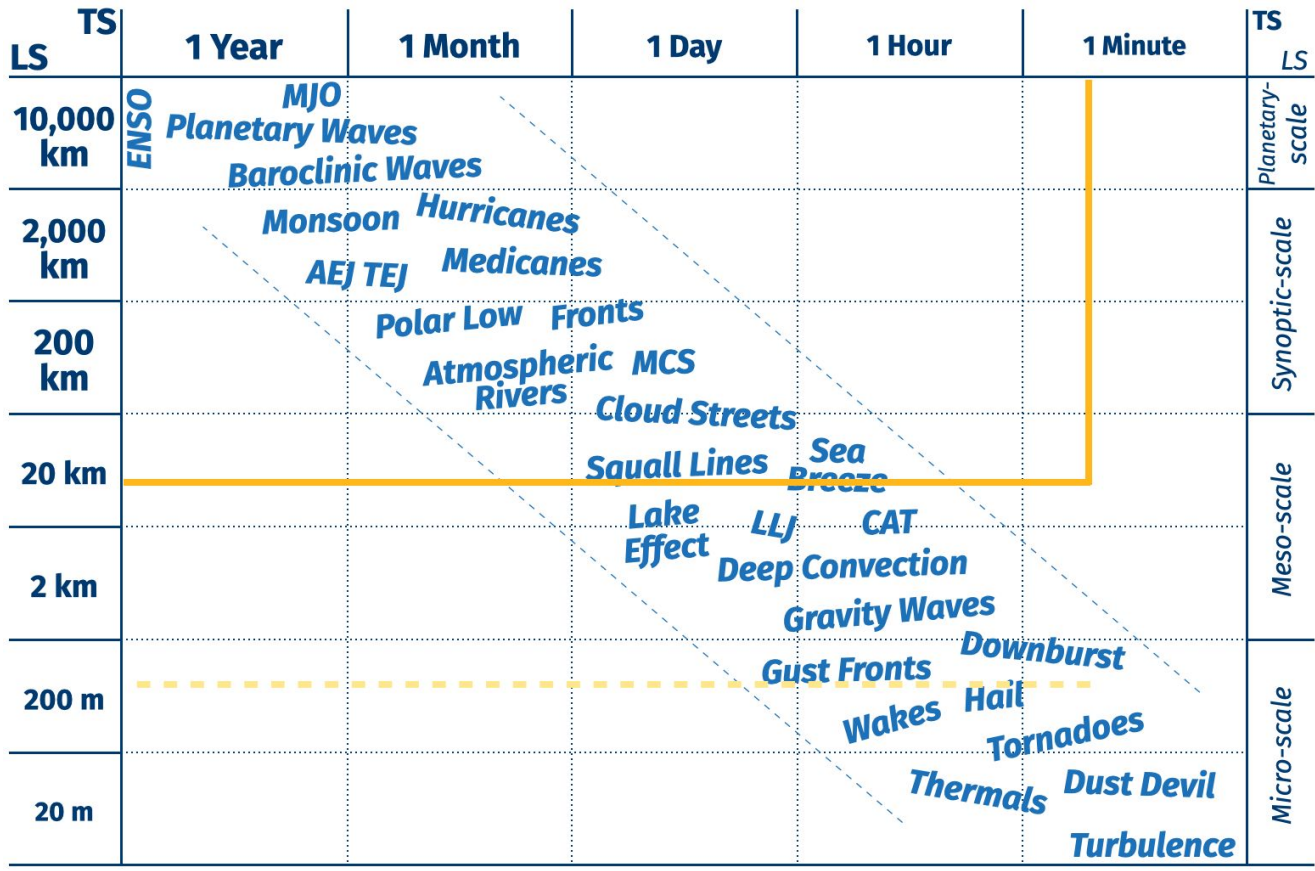 TS
LS
1 Year
1 Month
1 Day
1 Hour
1 Minute
TS
LS
10,000
km
ENSO
MJO
Planetary Waves
Baroclinic Waves
Planetary-
scale
2,000
km
Monsoon
Hurricanes
AEJ TEJ
Medicanes
Synoptic-scale
200
km
Polar Low
Fronts
Atmospheric
Rivers
MCS
Cloud Streets
20 km
Squall Lines
Sea
Breeze
Lake
Effect
LLJ
CAT
Meso-scale
2 km
Deep Convection
Gravity Waves
Downburst
200 m
Gust Fronts
Hail
Wakes
Tornadoes
Micro-scale
20 m
Thermals
Dust Devil
Turbulence